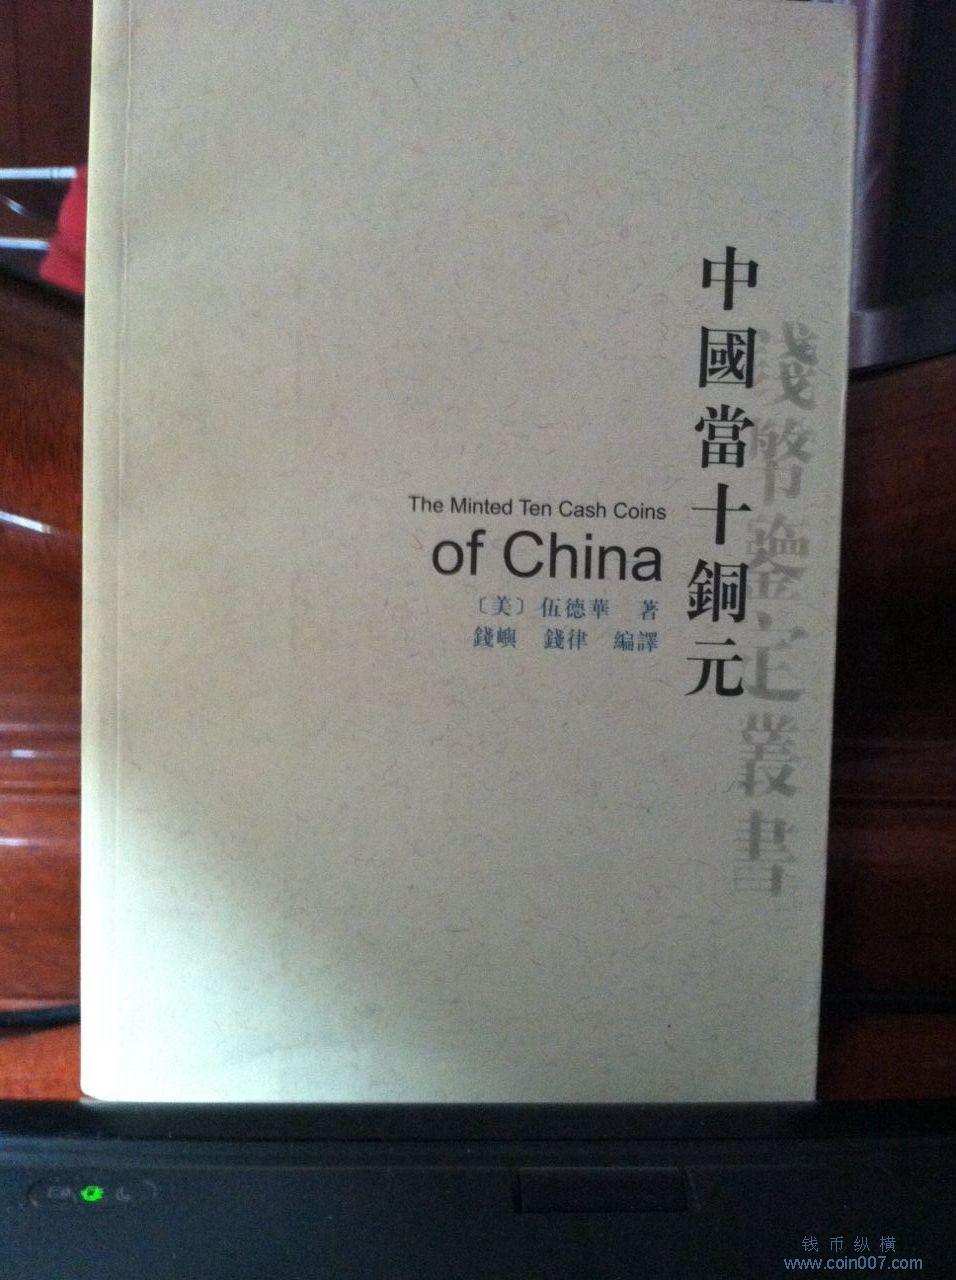 中國當十銅元
錢幣鑒定叢書
The Minted Ten Cash Coins
of China
〔美〕伍德華 著
錢嶼 錢律 編譯
钱币纵横
www.coin007.com